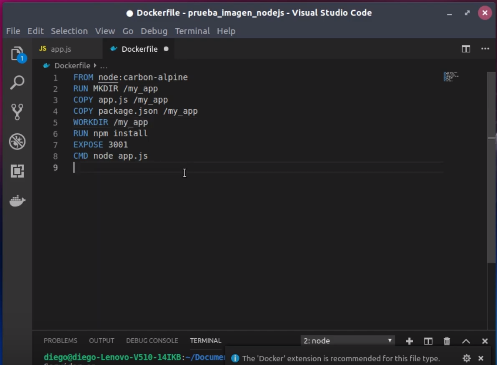 Dockerfile - prueba_imagen_nodejs - Visual Studio Code
File Edit Selection View Go Debug Terminal Help
JS app.js Dockerfile
Dockerfile › ...
1 FROM node:carbon-alpine
2 RUN MKDIR /my_app
3 COPY app.js /my_app
4 COPY package.json /my_app
5 WORKDIR /my_app
6 RUN npm install
7 EXPOSE 3001
8 CMD node app.js
9
1
PROBLEMS OUTPUT DEBUG CONSOLE TERMINAL 2: node
diego@diego-Lenovo-V510-14IKB:~/Docume
The 'Docker' extension is recommended for this file type.